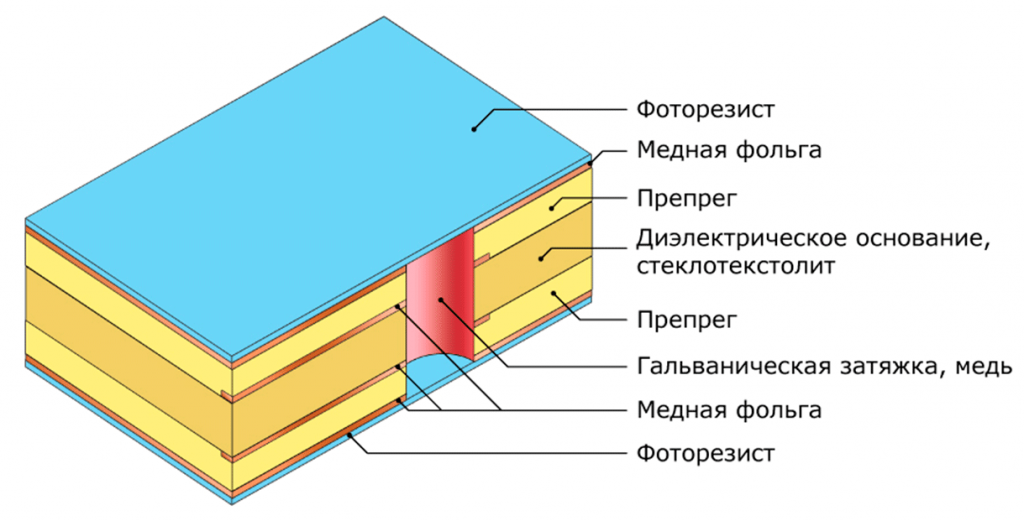 Фоторезист
Медная фольга
Препрег
Диэлектрическое основание,
стеклотекстолит
Препрег
Гальваническая затяжка, медь
Медная фольга
Фоторезист